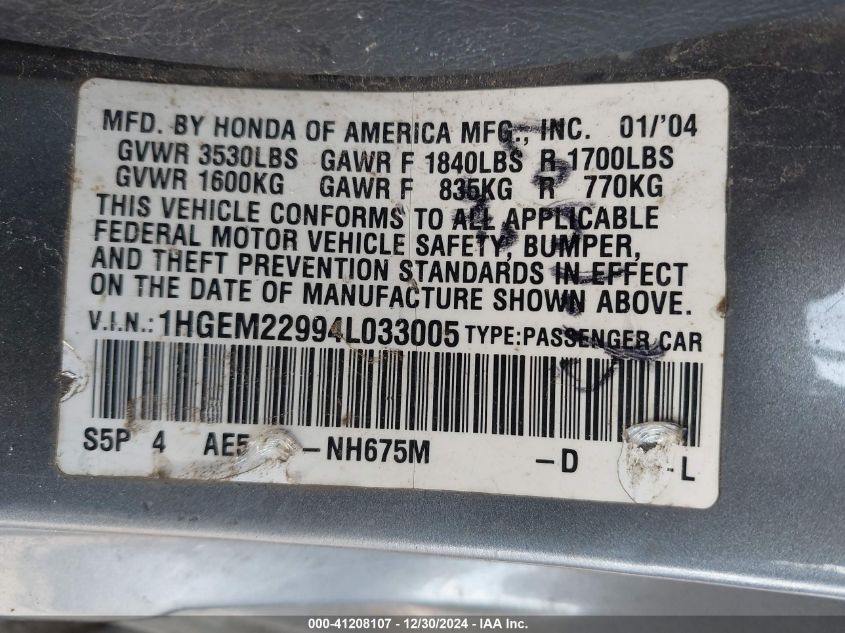 MFD. BY HONDA OF AMERICA MFG., INC. 01/'04
GVWR 3530LBS GAWR F 1840LBS R 1700LBS
GVWR 1600KG GAWR F 835KG R 770KG
THIS VEHICLE CONFORMS TO ALL APPLICABLE
FEDERAL MOTOR VEHICLE SAFETY, BUMPER,
AND THEFT PREVENTION STANDARDS IN EFFECT
ON THE DATE OF MANUFACTURE SHOWN ABOVE.
V.I.N.: 1HGEM22994L033005 TYPE:PASSENGER CAR
S5P 4 AE5 -NH675M -D -L
000-41208107 - 12/30/2024 - IAA Inc.